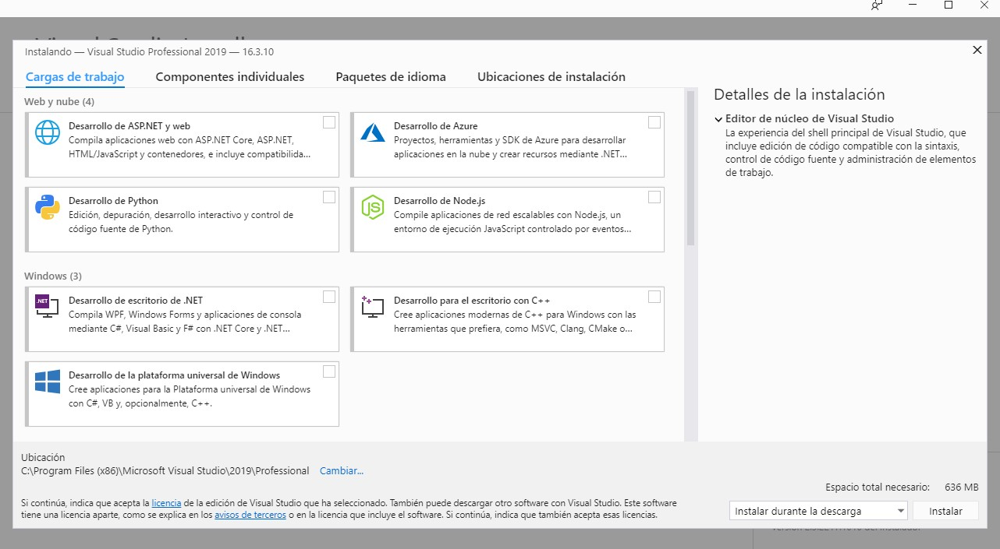 Instalando — Visual Studio Professional 2019 — 16.3.10
Cargas de trabajo
Componentes individuales
Paquetes de idioma
Ubicaciones de instalación
Web y nube (4)
Desarrollo de ASP.NET y web
Compila aplicaciones web con ASP.NET Core, ASP.NET,
HTML/JavaScript y contenedores, e incluye compatibilida...
Desarrollo de Azure
Proyectos, herramientas y SDK de Azure para desarrollar
aplicaciones en la nube y crear recursos mediante .NET...
Desarrollo de Python
Edición, depuración, desarrollo interactivo y control de
código fuente de Python.
JS
Desarrollo de Node.js
Compile aplicaciones de red escalables con Node.js, un
entorno de ejecución JavaScript controlado por eventos...
Windows (3)
.NET
Desarrollo de escritorio de .NET
Compila WPF, Windows Forms y aplicaciones de consola
mediante C#, Visual Basic y F# con .NET Core y .NET...
Desarrollo para el escritorio con C++
Cree aplicaciones modernas de C++ para Windows con las
herramientas que prefiera, como MSVC, Clang, CMake o...
Desarrollo de la plataforma universal de Windows
Cree aplicaciones para la Plataforma universal de Windows
con C#, VB y, opcionalmente, C++.
Detalles de la instalación
Editor de núcleo de Visual Studio
La experiencia del shell principal de Visual Studio, que
incluye edición de código compatible con la sintaxis,
control de código fuente y administración de elementos
de trabajo.
Ubicación
C:\Program Files (x86)\Microsoft Visual Studio\2019\Professional
Cambiar...
Espacio total necesario: 636 MB
Si continúa, indica que acepta la licencia de la edición de Visual Studio que ha seleccionado. También puede descargar otro software con Visual Studio. Este software
tiene una licencia aparte, como se explica en los avisos de terceros o en la licencia que incluye el software. Si continúa, indica que también acepta esas licencias.
Instalar durante la descarga
Instalar